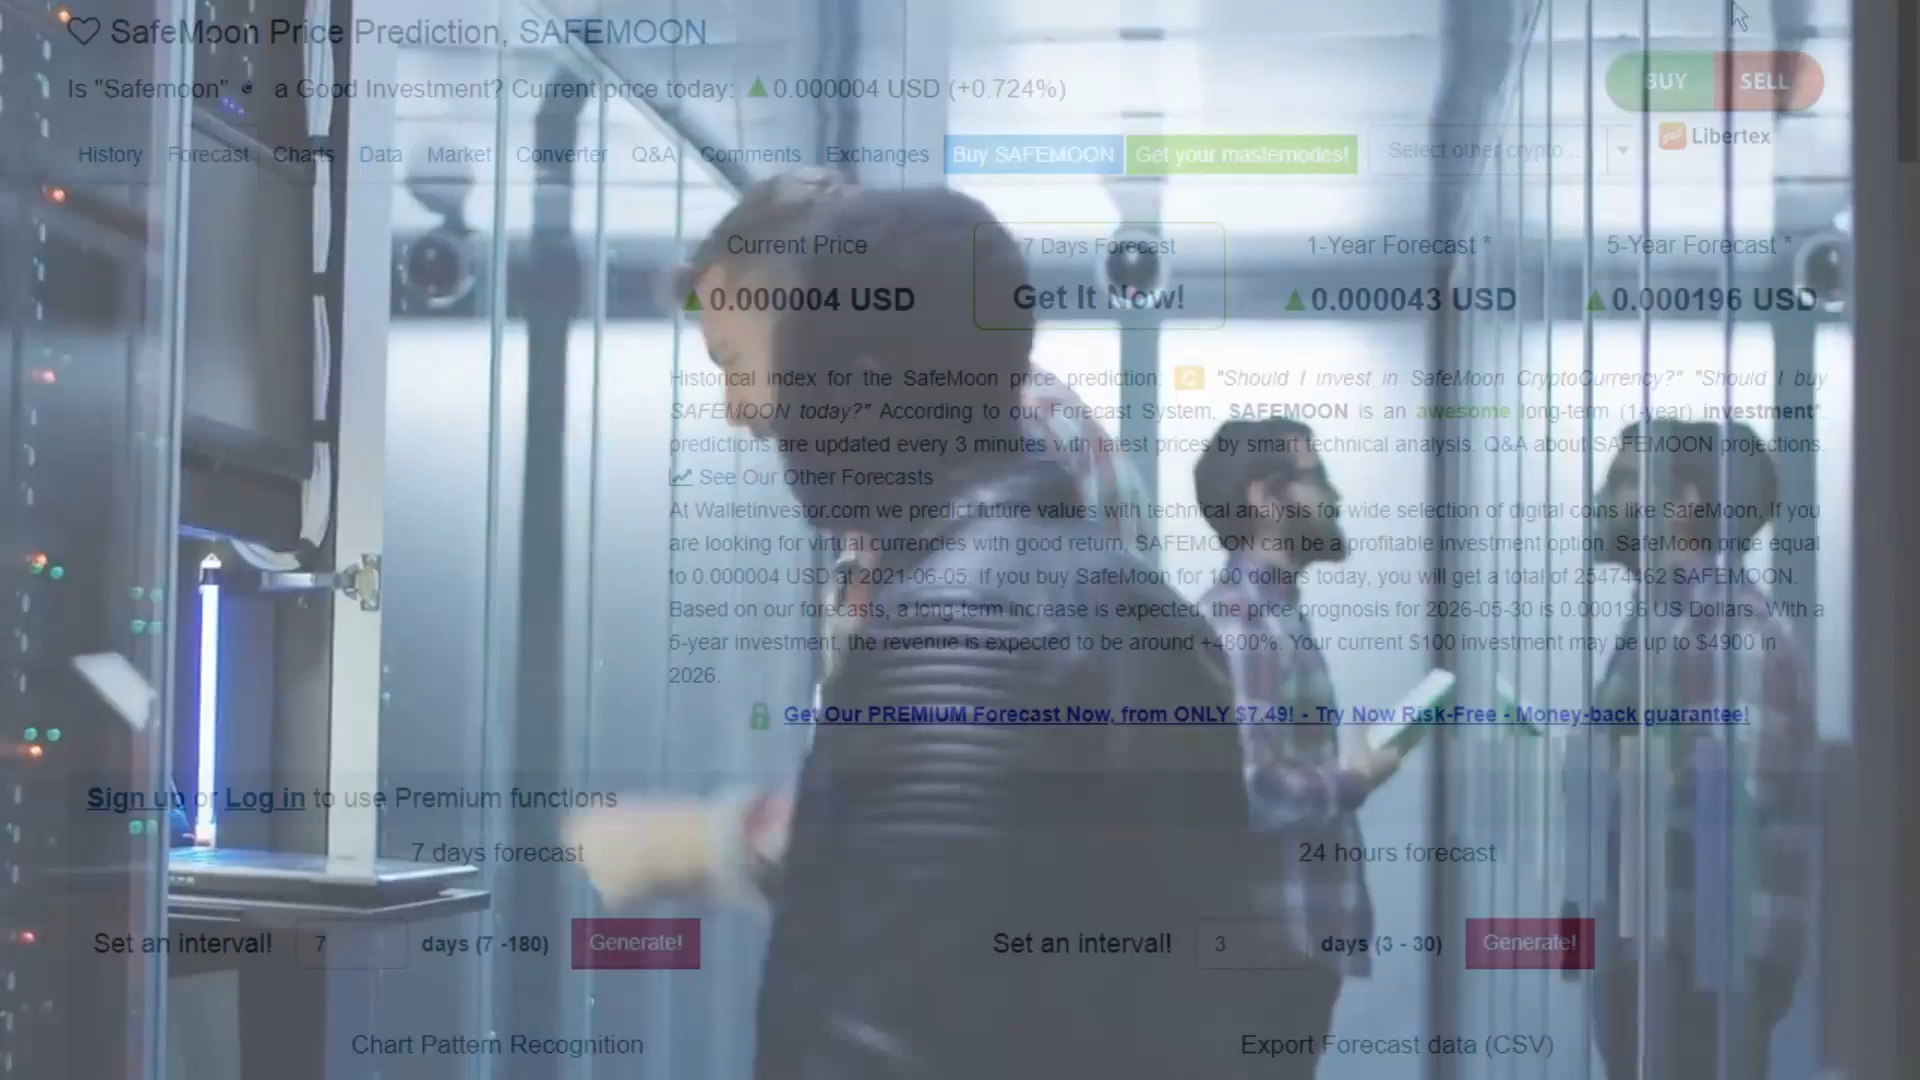 SafeMoon Price Prediction, SAFEMOON
Is "Safemoon" a Good Investment? Current price today: 0.000004 USD (+0.724%)
BUY SELL
Libertex
History Forecast Charts Data Market Converter Q&A Comments Exchanges Buy SAFEMOON Get your masternodes! Select other crypto...
Current Price 7 Days Forecast 1-Year Forecast * 5-Year Forecast *
0.000004 USD Get It Now! 0.000043 USD 0.000196 USD
Historical index for the SafeMoon price prediction: C "Should I invest in SafeMoon CryptoCurrency?" "Should I buy
SAFEMOON today?" According to our Forecast System, SAFEMOON is an awesome long-term (1-year) investment*.
predictions are updated every 3 minutes with latest prices by smart technical analysis. Q&A about SAFEMOON projections.
See Our Other Forecasts
At Walletinvestor.com we predict future values with technical analysis for wide selection of digital coins like SafeMoon. If you
are looking for virtual currencies with good return, SAFEMOON can be a profitable investment option. SafeMoon price equal
to 0.000004 USD at 2021-06-05. If you buy SafeMoon for 100 dollars today, you will get a total of 25474462 SAFEMOON.
Based on our forecasts, a long-term increase is expected, the price prognosis for 2026-05-30 is 0.000196 US Dollars. With a
5-year investment, the revenue is expected to be around +4800%. Your current $100 investment may be up to $4900 in
2026.
Get Our PREMIUM Forecast Now, from ONLY $7.49! - Try Now Risk-Free - Money-back guarantee!
Sign up or Log in to use Premium functions
7 days forecast 24 hours forecast
Set an interval! 7 days (7 -180) Generate! Set an interval! 3 days (3 - 30) Generate!
Chart Pattern Recognition Export Forecast data (CSV)